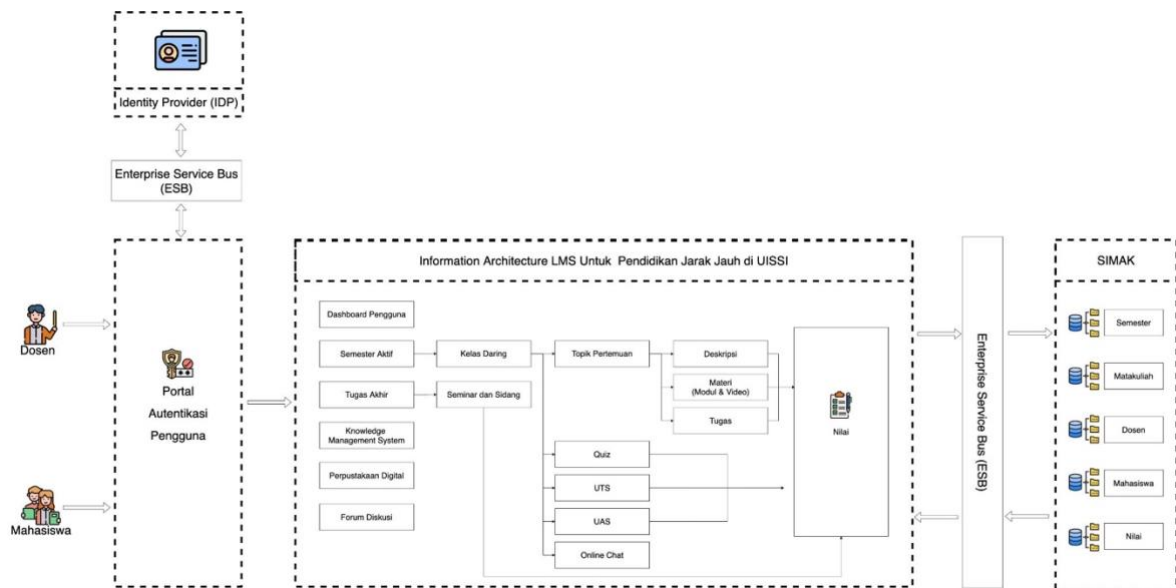 Identity Provider (IDP)
Enterprise Service Bus
(ESB)
Dosen
Mahasiswa
Portal
Autentikasi
Pengguna
Information Architecture LMS Untuk Pendidikan Jarak Jauh di UISSI
Dashboard Pengguna
Semester Aktif
Kelas Daring
Topik Pertemuan
Deskripsi
Materi
(Modul & Video)
Tugas
Tugas Akhir
Seminar dan Sidang
Knowledge
Management System
Perpustakaan Digital
Forum Diskusi
Quiz
UTS
UAS
Online Chat
Nilai
Enterprise Service Bus (ESB)
SIMAK
Semester
Matakuliah
Dosen
Mahasiswa
Nilai